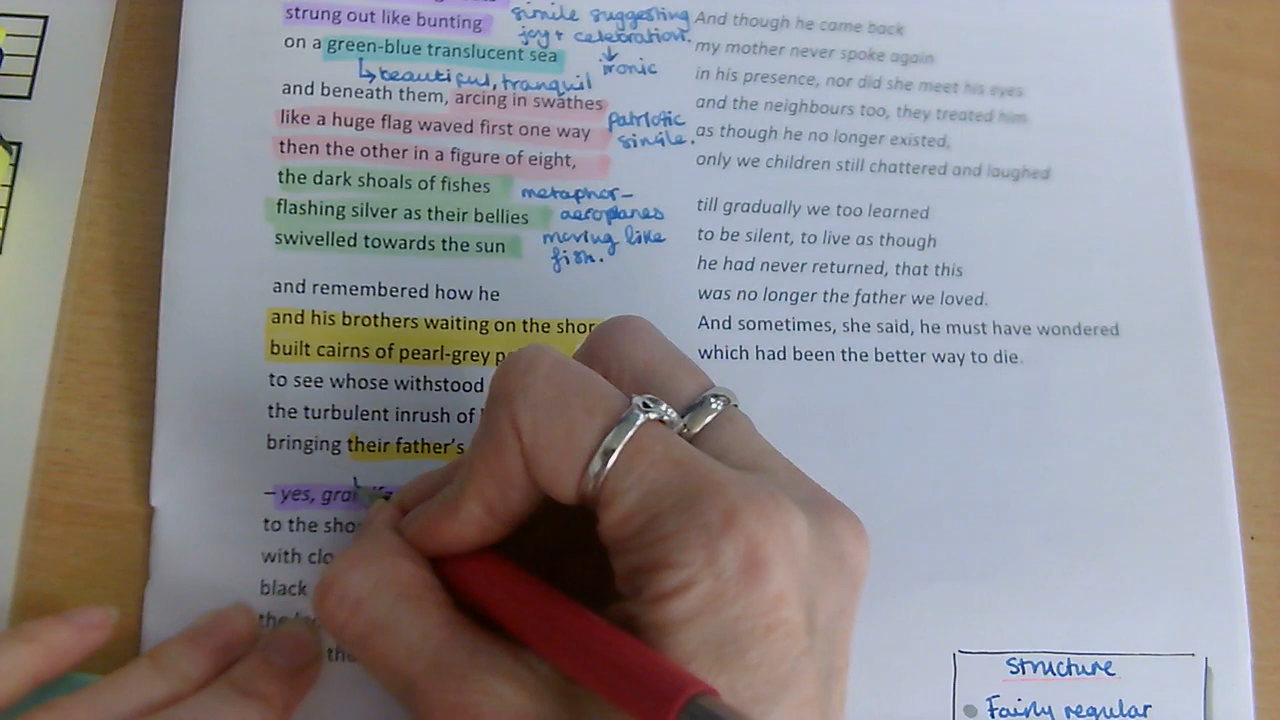 strung out like bunting
on a green-blue translucent sea
simile suggesting
joy + celebration.
↓
ironic
↳ beautiful, tranquil
and beneath them, arcing in swathes
like a huge flag waved first one way
then the other in a figure of eight,
patriotic
simile.
the dark shoals of fishes
flashing silver as their bellies
swivelled towards the sun
metaphor –
aeroplanes
moving like
fish.
and remembered how he
and his brothers waiting on the
built cairns of pearl-grey
to see whose withstood
the turbulent inrush of
bringing their father's
– yes,
to the
with
black
And though he came back
my mother never spoke again
in his presence, nor did she meet his eyes
and the neighbours too, they treated him
as though he no longer existed,
only we children still chattered and laughed
till gradually we too learned
to be silent, to live as though
he had never returned, that this
was no longer the father we loved.
And sometimes, she said, he must have wondered
which had been the better way to die.
Structure
Fairly regular